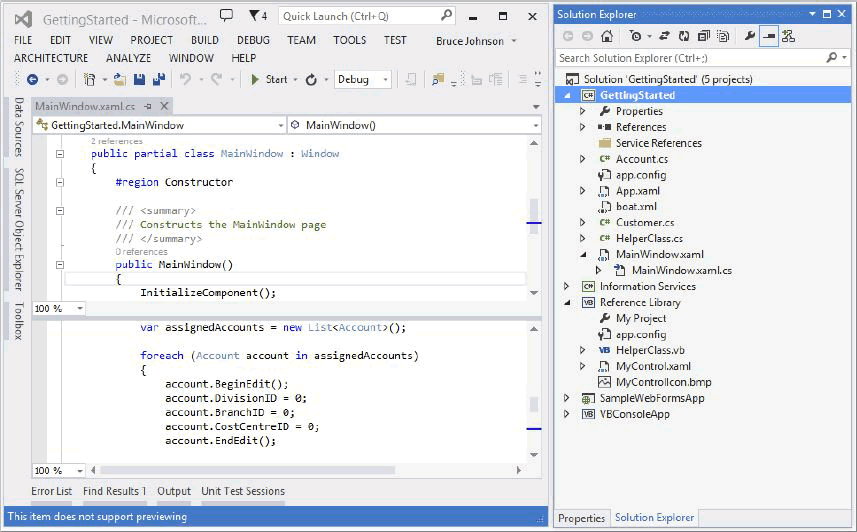 GettingStarted - Microsoft...
4
Quick Launch (Ctrl+Q)
FILE EDIT VIEW PROJECT BUILD DEBUG TEAM TOOLS TEST
Bruce Johnson
ARCHITECTURE ANALYZE WINDOW HELP
Start
Debug
Data Sources
SQL Server Object Explorer
Toolbox
MainWindow.xaml.cs
GettingStarted.MainWindow
MainWindow()
2 references
public partial class MainWindow : Window
{
#region Constructor
/// <summary>
/// Constructs the MainWindow page
/// </summary>
0 references
public MainWindow()
{
InitializeComponent();
100 %
var assignedAccounts = new List<Account>();
foreach (Account account in assignedAccounts)
{
account.BeginEdit();
account.DivisionID = 0;
account.BranchID = 0;
account.CostCentreID = 0;
account.EndEdit();
100 %
Error List Find Results 1 Output Unit Test Sessions
This item does not support previewing
Solution Explorer
Search Solution Explorer (Ctrl+;)
Solution 'GettingStarted' (5 projects)
C# GettingStarted
Properties
References
Service References
C# Account.cs
app.config
App.xaml
boat.xml
C# Customer.cs
C# HelperClass.cs
MainWindow.xaml
MainWindow.xaml.cs
C# Information Services
VB Reference Library
My Project
app.config
VB HelperClass.vb
MyControl.xaml
MyControlIcon.bmp
SampleWebFormsApp
VB VBConsoleApp
Properties Solution Explorer